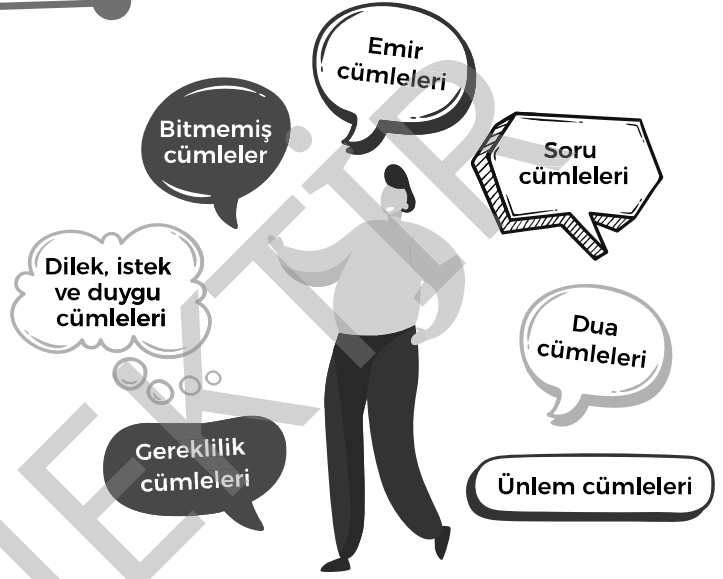 Emir
cümleleri
Bitmemiş
cümleler
Soru
cümleleri
Dilek, istek
ve duygu
cümleleri
Dua
cümleleri
Gereklilik
cümleleri
Ünlem cümleleri